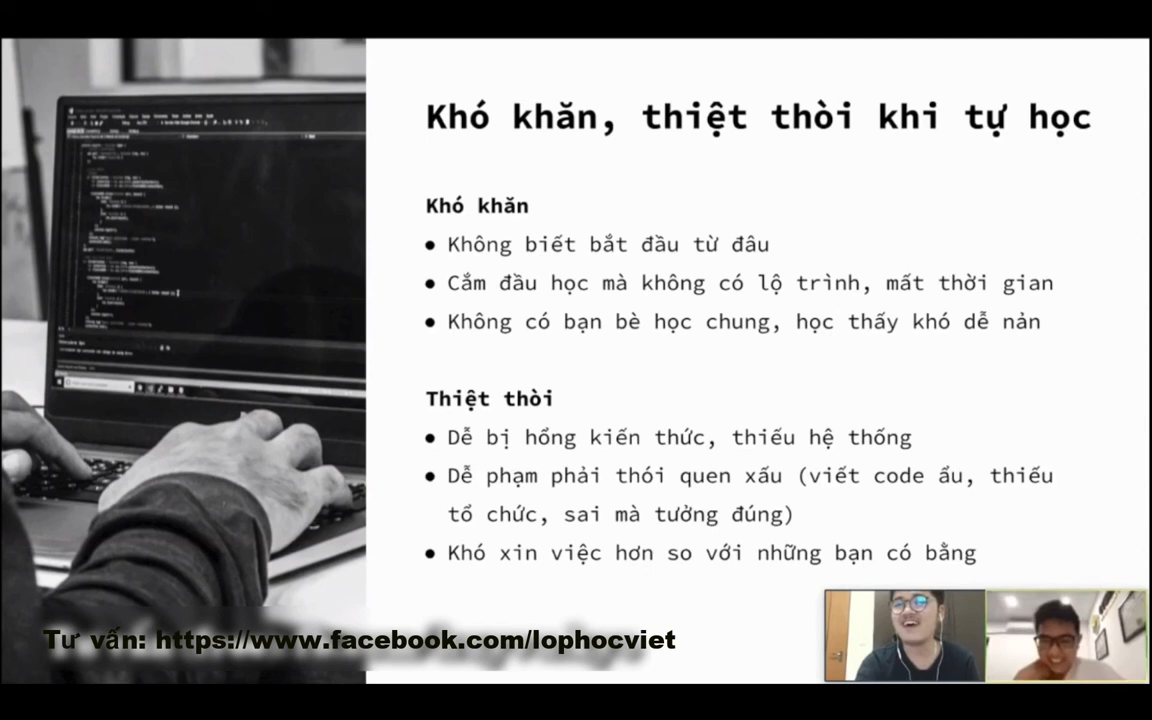 Khó khăn, thiệt thòi khi tự học
Khó khăn
• Không biết bắt đầu từ đâu
• Cắm đầu học mà không có lộ trình, mất thời gian
• Không có bạn bè học chung, học thấy khó dễ nản
Thiệt thòi
• Dễ bị hổng kiến thức, thiếu hệ thống
• Dễ phạm phải thói quen xấu (viết code ẩu, thiếu
tổ chức, sai mà tưởng đúng)
• Khó xin việc hơn so với những bạn có bằng
Tư vấn: https://www.facebook.com/lophocviet